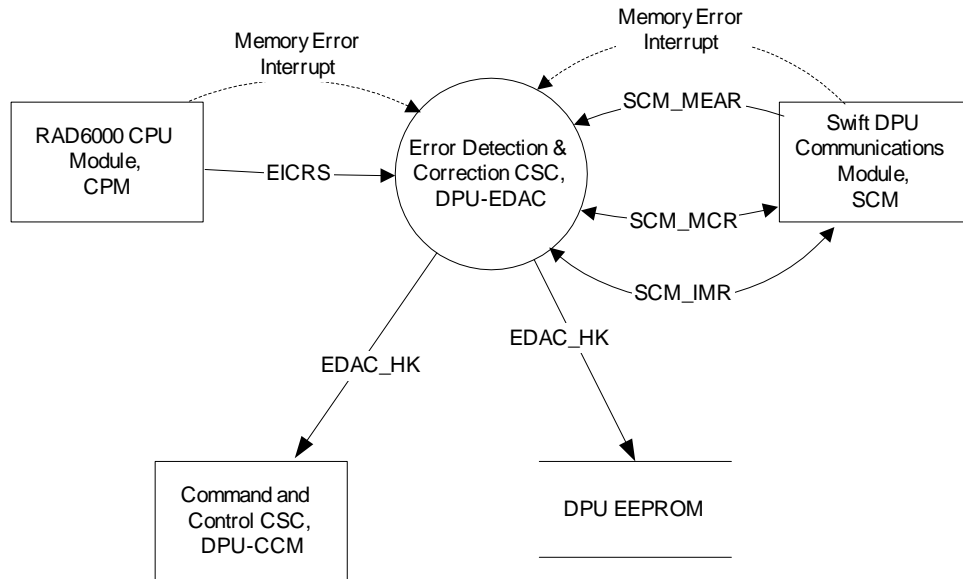 Memory Error
Interrupt
Memory Error
Interrupt
RAD6000 CPU
Module,
CPM
EICRS
Error Detection &
Correction CSC,
DPU-EDAC
SCM_MEAR
Swift DPU
Communications
Module,
SCM
SCM_MCR
SCM_IMR
EDAC_HK
EDAC_HK
Command and
Control CSC,
DPU-CCM
DPU EEPROM